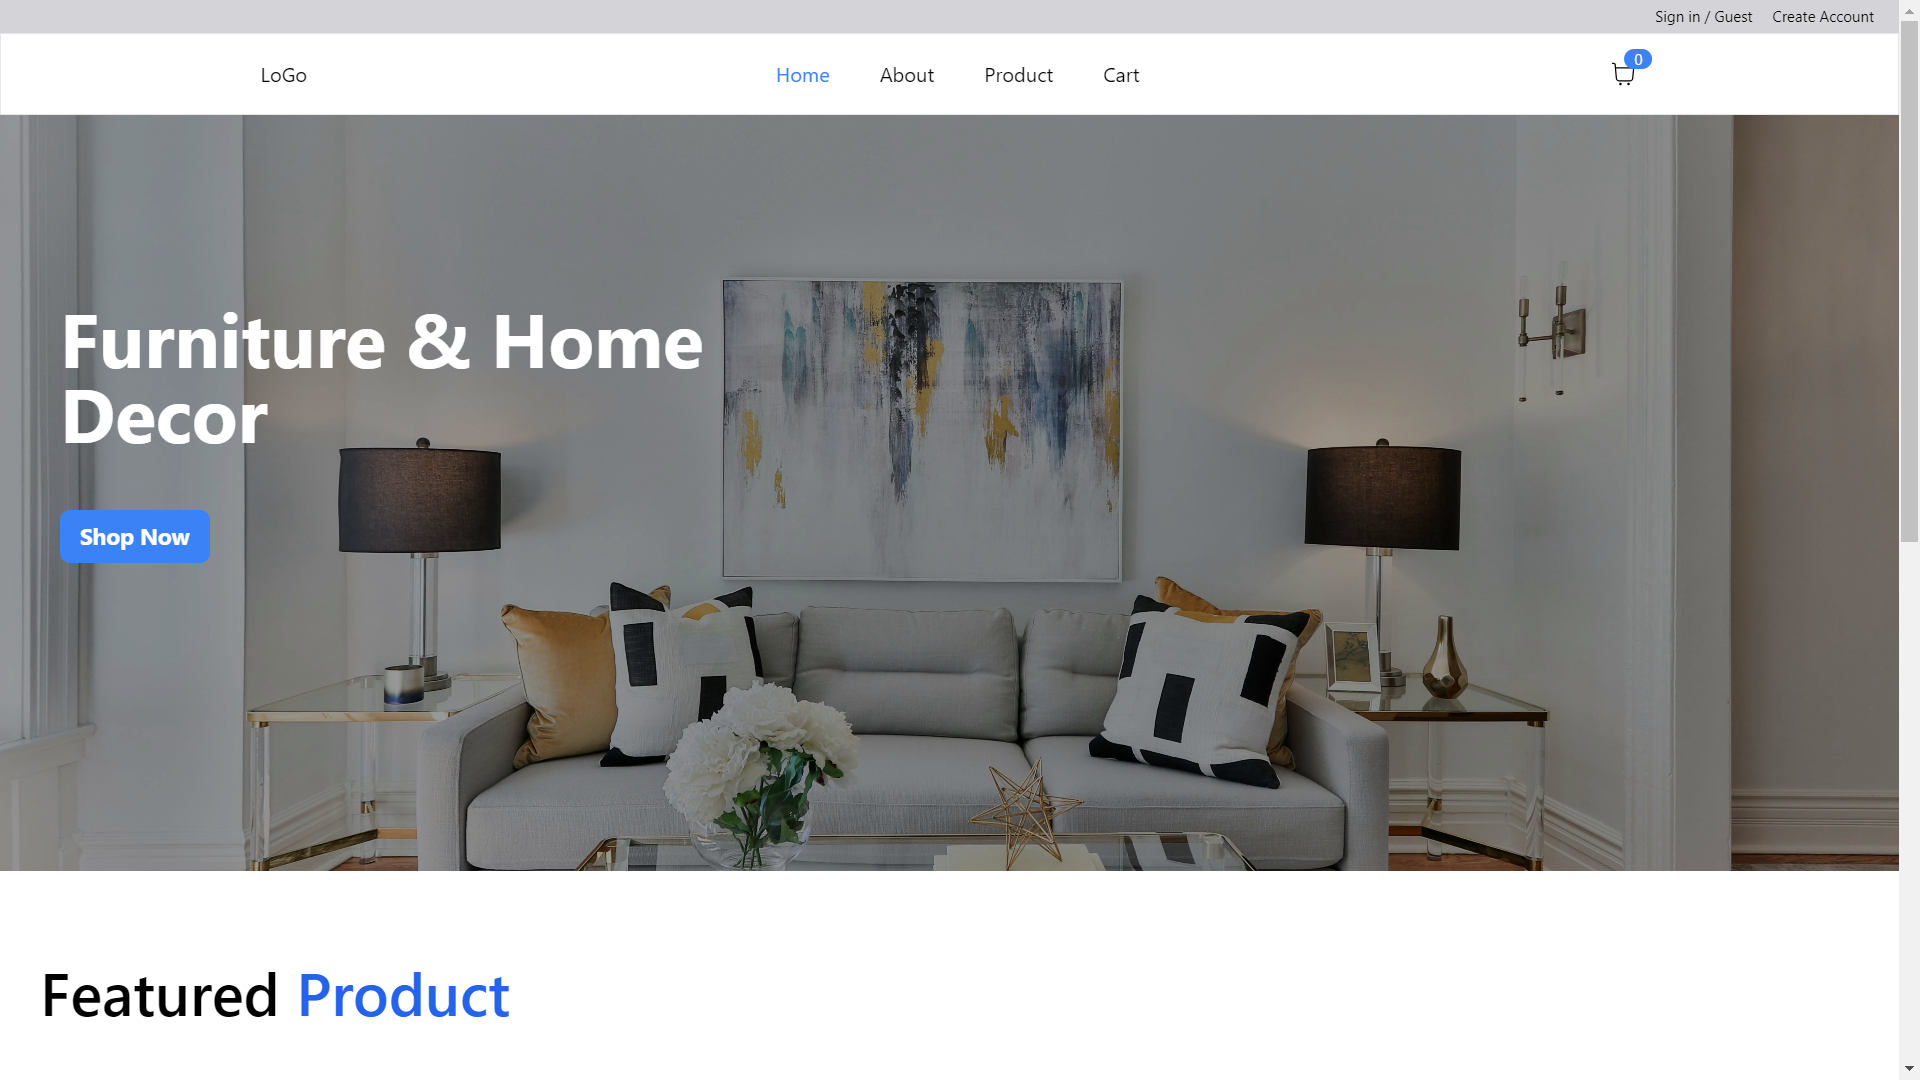 Sign in / Guest Create Account
LoGo Home About Product Cart 0
Furniture & Home
Decor
Shop Now
Featured Product